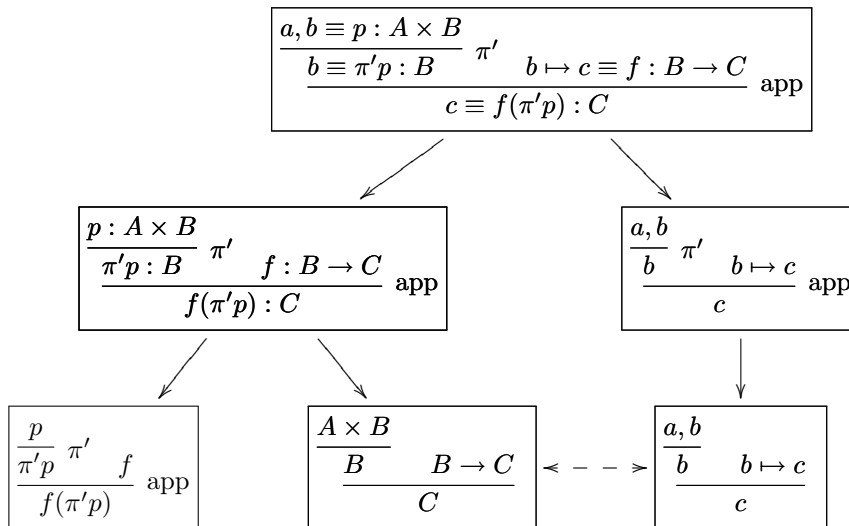 a, b ≡ p : A × B
π′
b ≡ π′p : B    b ↦ c ≡ f : B → C
app
c ≡ f(π′p) : C
p : A × B
π′
π′p : B    f : B → C
app
f(π′p) : C
a, b
π′
b    b ↦ c
app
c
p
π′
π′p    f
app
f(π′p)
A × B
B    B → C
C
a, b
b    b ↦ c
c